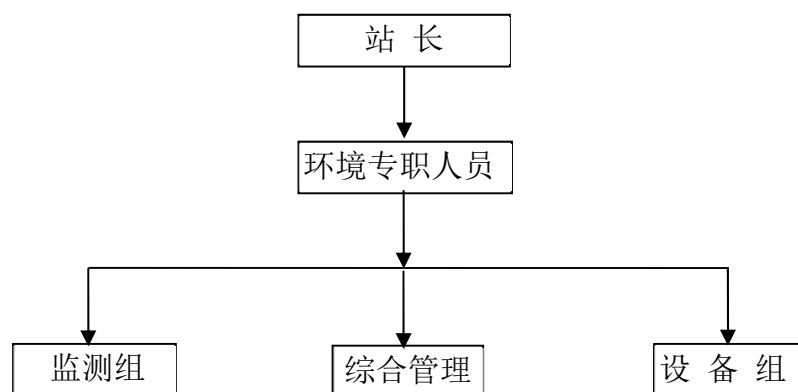 站 长
环境专职人员
监测组
综合管理
设 备 组